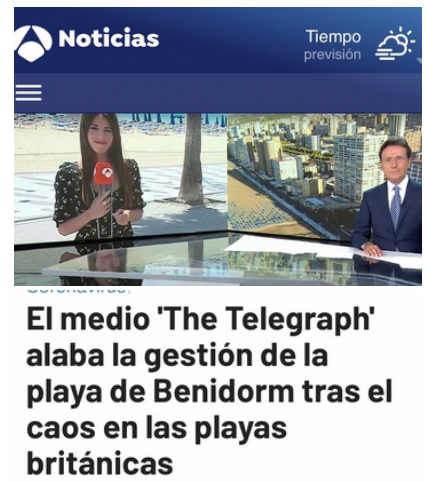 Noticias
Tiempo
previsión
Coronavirus/
El medio 'The Telegraph'
alaba la gestión de la
playa de Benidorm tras el
caos en las playas
británicas